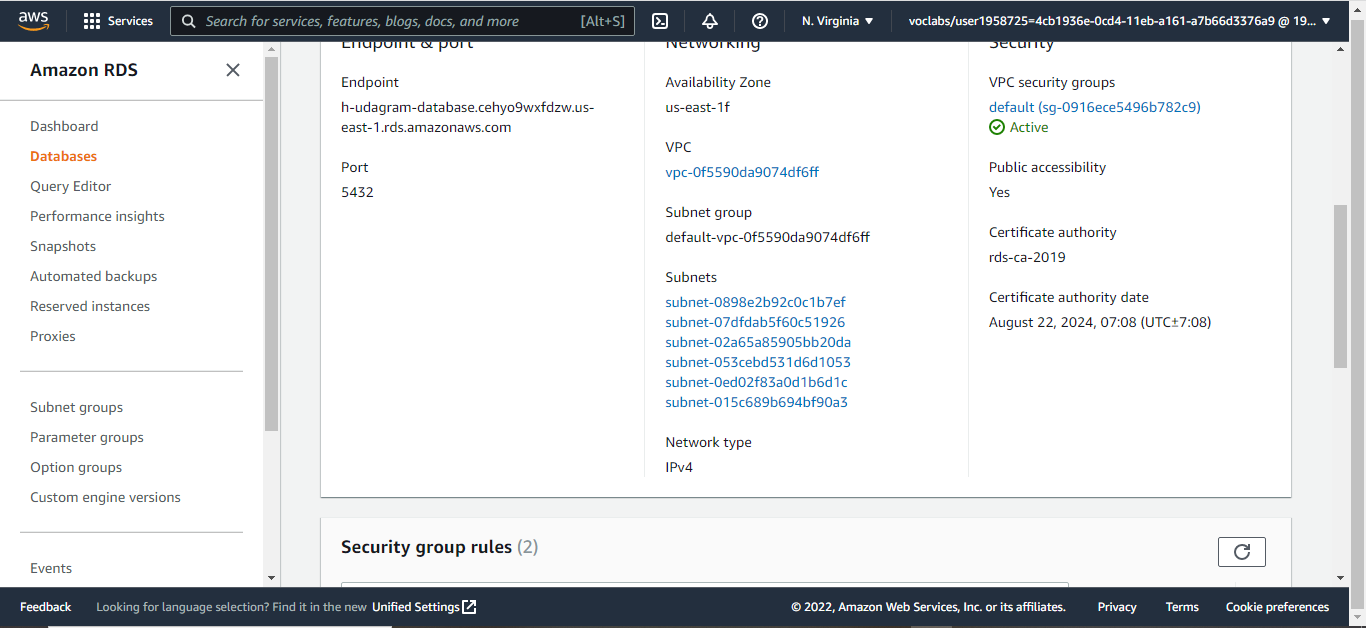 aws
Services
Search for services, features, blogs, docs, and more
[Alt+S]
N. Virginia
voclabs/user1958725=4cb1936e-0cd4-11eb-a161-a7b66d3376a9 @ 19...
Amazon RDS
Dashboard
Databases
Query Editor
Performance insights
Snapshots
Automated backups
Reserved instances
Proxies
Subnet groups
Parameter groups
Option groups
Custom engine versions
Events
Endpoint & port
Endpoint
h-udagram-database.cehyo9wxfdzw.us-
east-1.rds.amazonaws.com
Port
5432
Networking
Availability Zone
us-east-1f
VPC
vpc-0f5590da9074df6ff
Subnet group
default-vpc-0f5590da9074df6ff
Subnets
subnet-0898e2b92c0c1b7ef
subnet-07dfdab5f60c51926
subnet-02a65a85905bb20da
subnet-053cebd531d6d1053
subnet-0ed02f83a0d1b6d1c
subnet-015c689b694bf90a3
Network type
IPv4
Security
VPC security groups
default (sg-0916ece5496b782c9)
Active
Public accessibility
Yes
Certificate authority
rds-ca-2019
Certificate authority date
August 22, 2024, 07:08 (UTC±7:08)
Security group rules (2)
Feedback
Looking for language selection? Find it in the new Unified Settings
© 2022, Amazon Web Services, Inc. or its affiliates.
Privacy
Terms
Cookie preferences